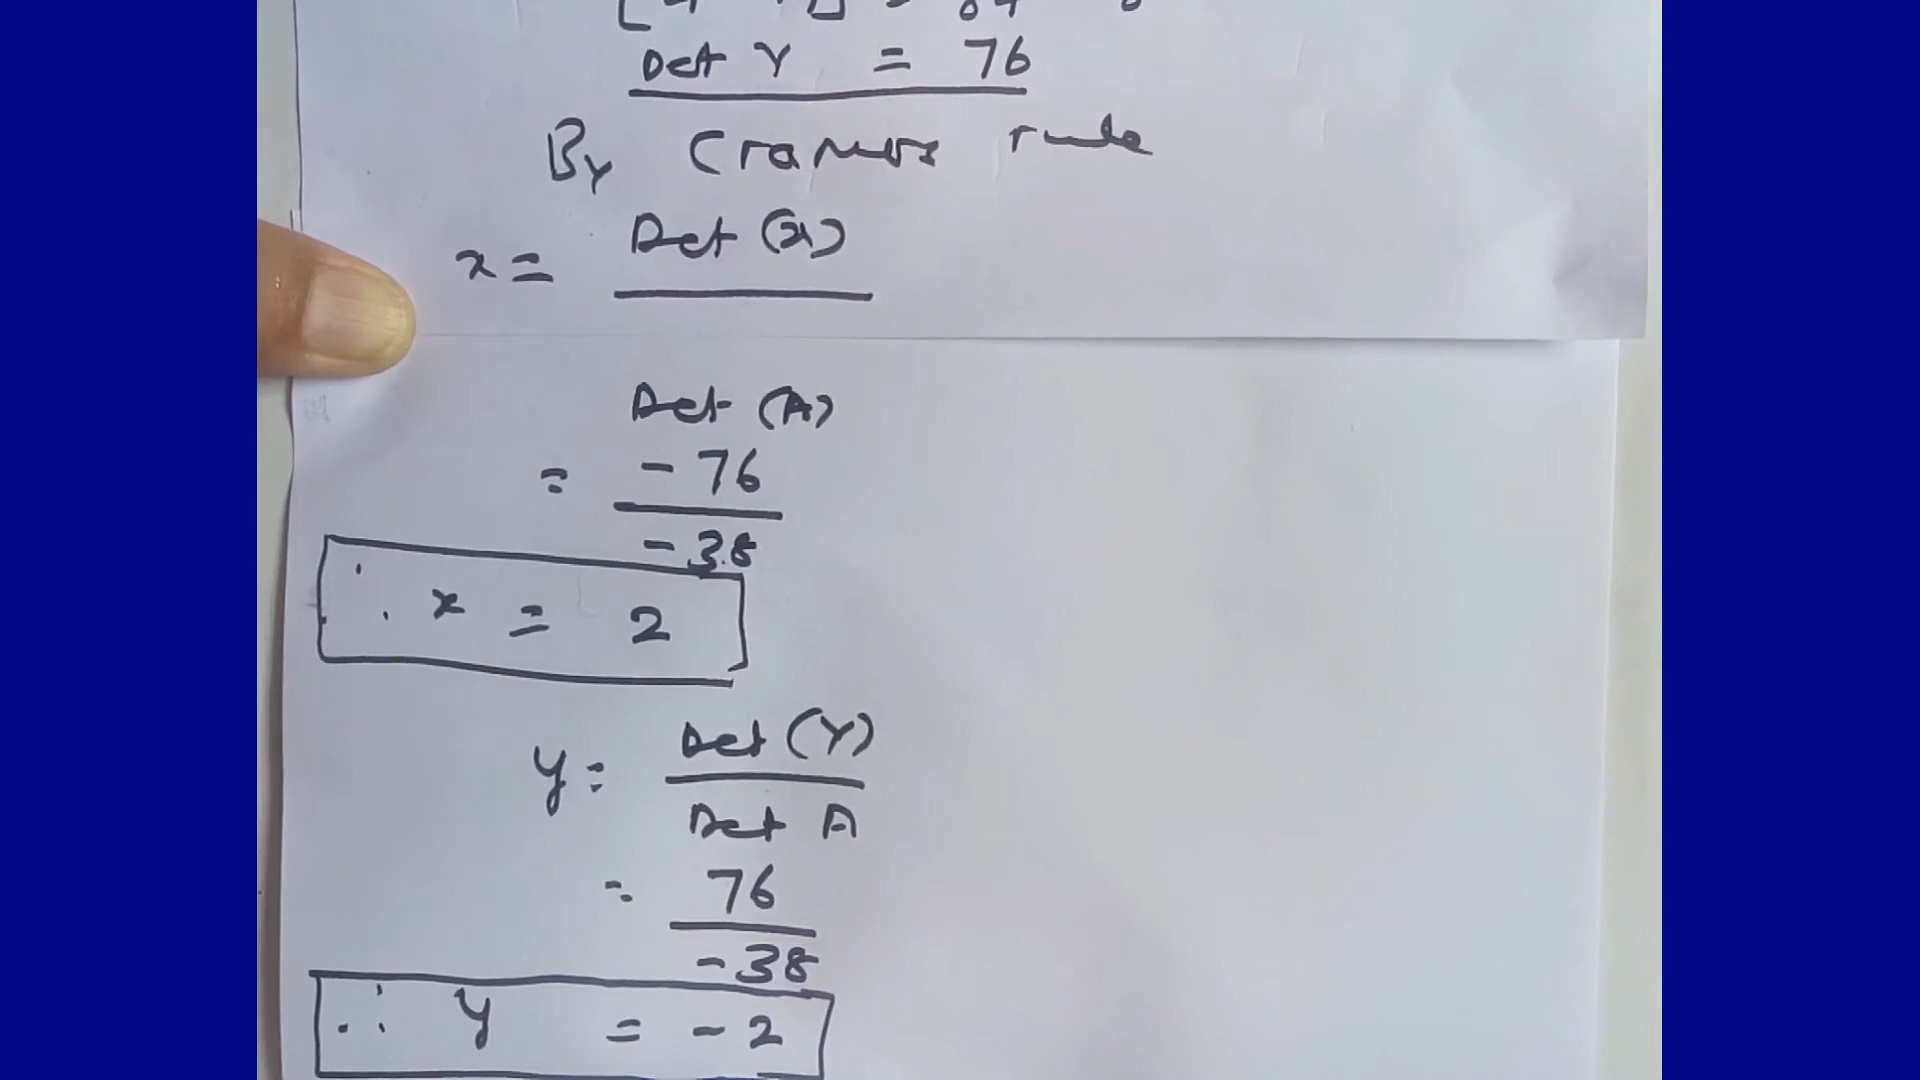 Det Y = 76
By Cramers rule
x = Det (x)
Det (A)
= - 76
- 38
∴ x = 2
y = Det (Y)
Det A
= 76
- 38
∴ y = - 2